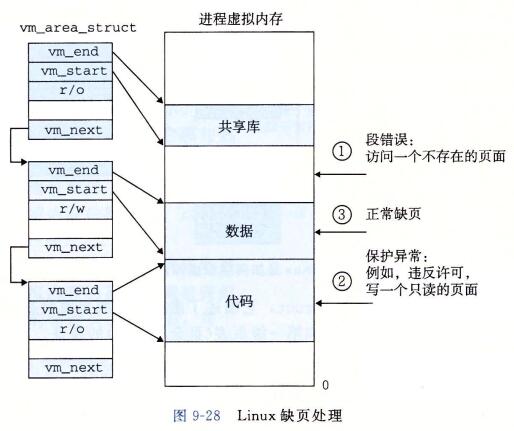 进程虚拟内存
vm_area_struct
vm_end
vm_start
r/o
vm_next
vm_end
vm_start
r/w
vm_next
vm_end
vm_start
r/o
共享库
数据
代码
0
① 段错误:
访问一个不存在的页面
③ 正常缺页
保护异常:
② 例如,违反许可,
写一个只读的页面
图 9-28 Linux 缺页处理